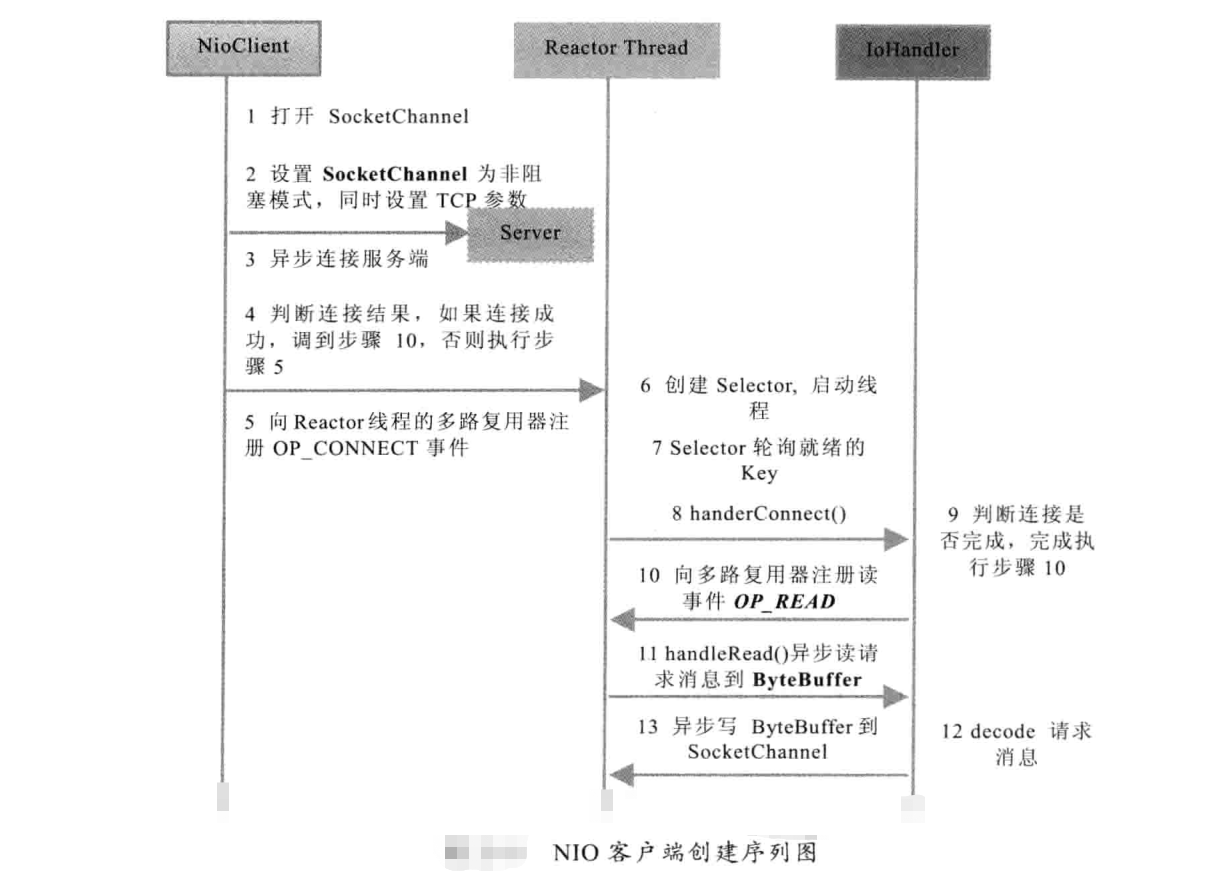 NioClient
Reactor Thread
IoHandler
1 打开 SocketChannel
2 设置 SocketChannel 为非阻
塞模式，同时设置 TCP 参数
Server
3 异步连接服务端
4 判断连接结果，如果连接成
功，调到步骤 10，否则执行步
骤 5
5 向Reactor线程的多路复用器注
册 OP_CONNECT 事件
6 创建 Selector, 启动线
程
7 Selector 轮询就绪的
Key
8 handerConnect()
9 判断连接是
否完成，完成执
行步骤 10
10 向多路复用器注册读
事件 OP_READ
11 handleRead()异步读请
求消息到 ByteBuffer
13 异步写 ByteBuffer 到
SocketChannel
12 decode 请求
消息
NIO 客户端创建序列图